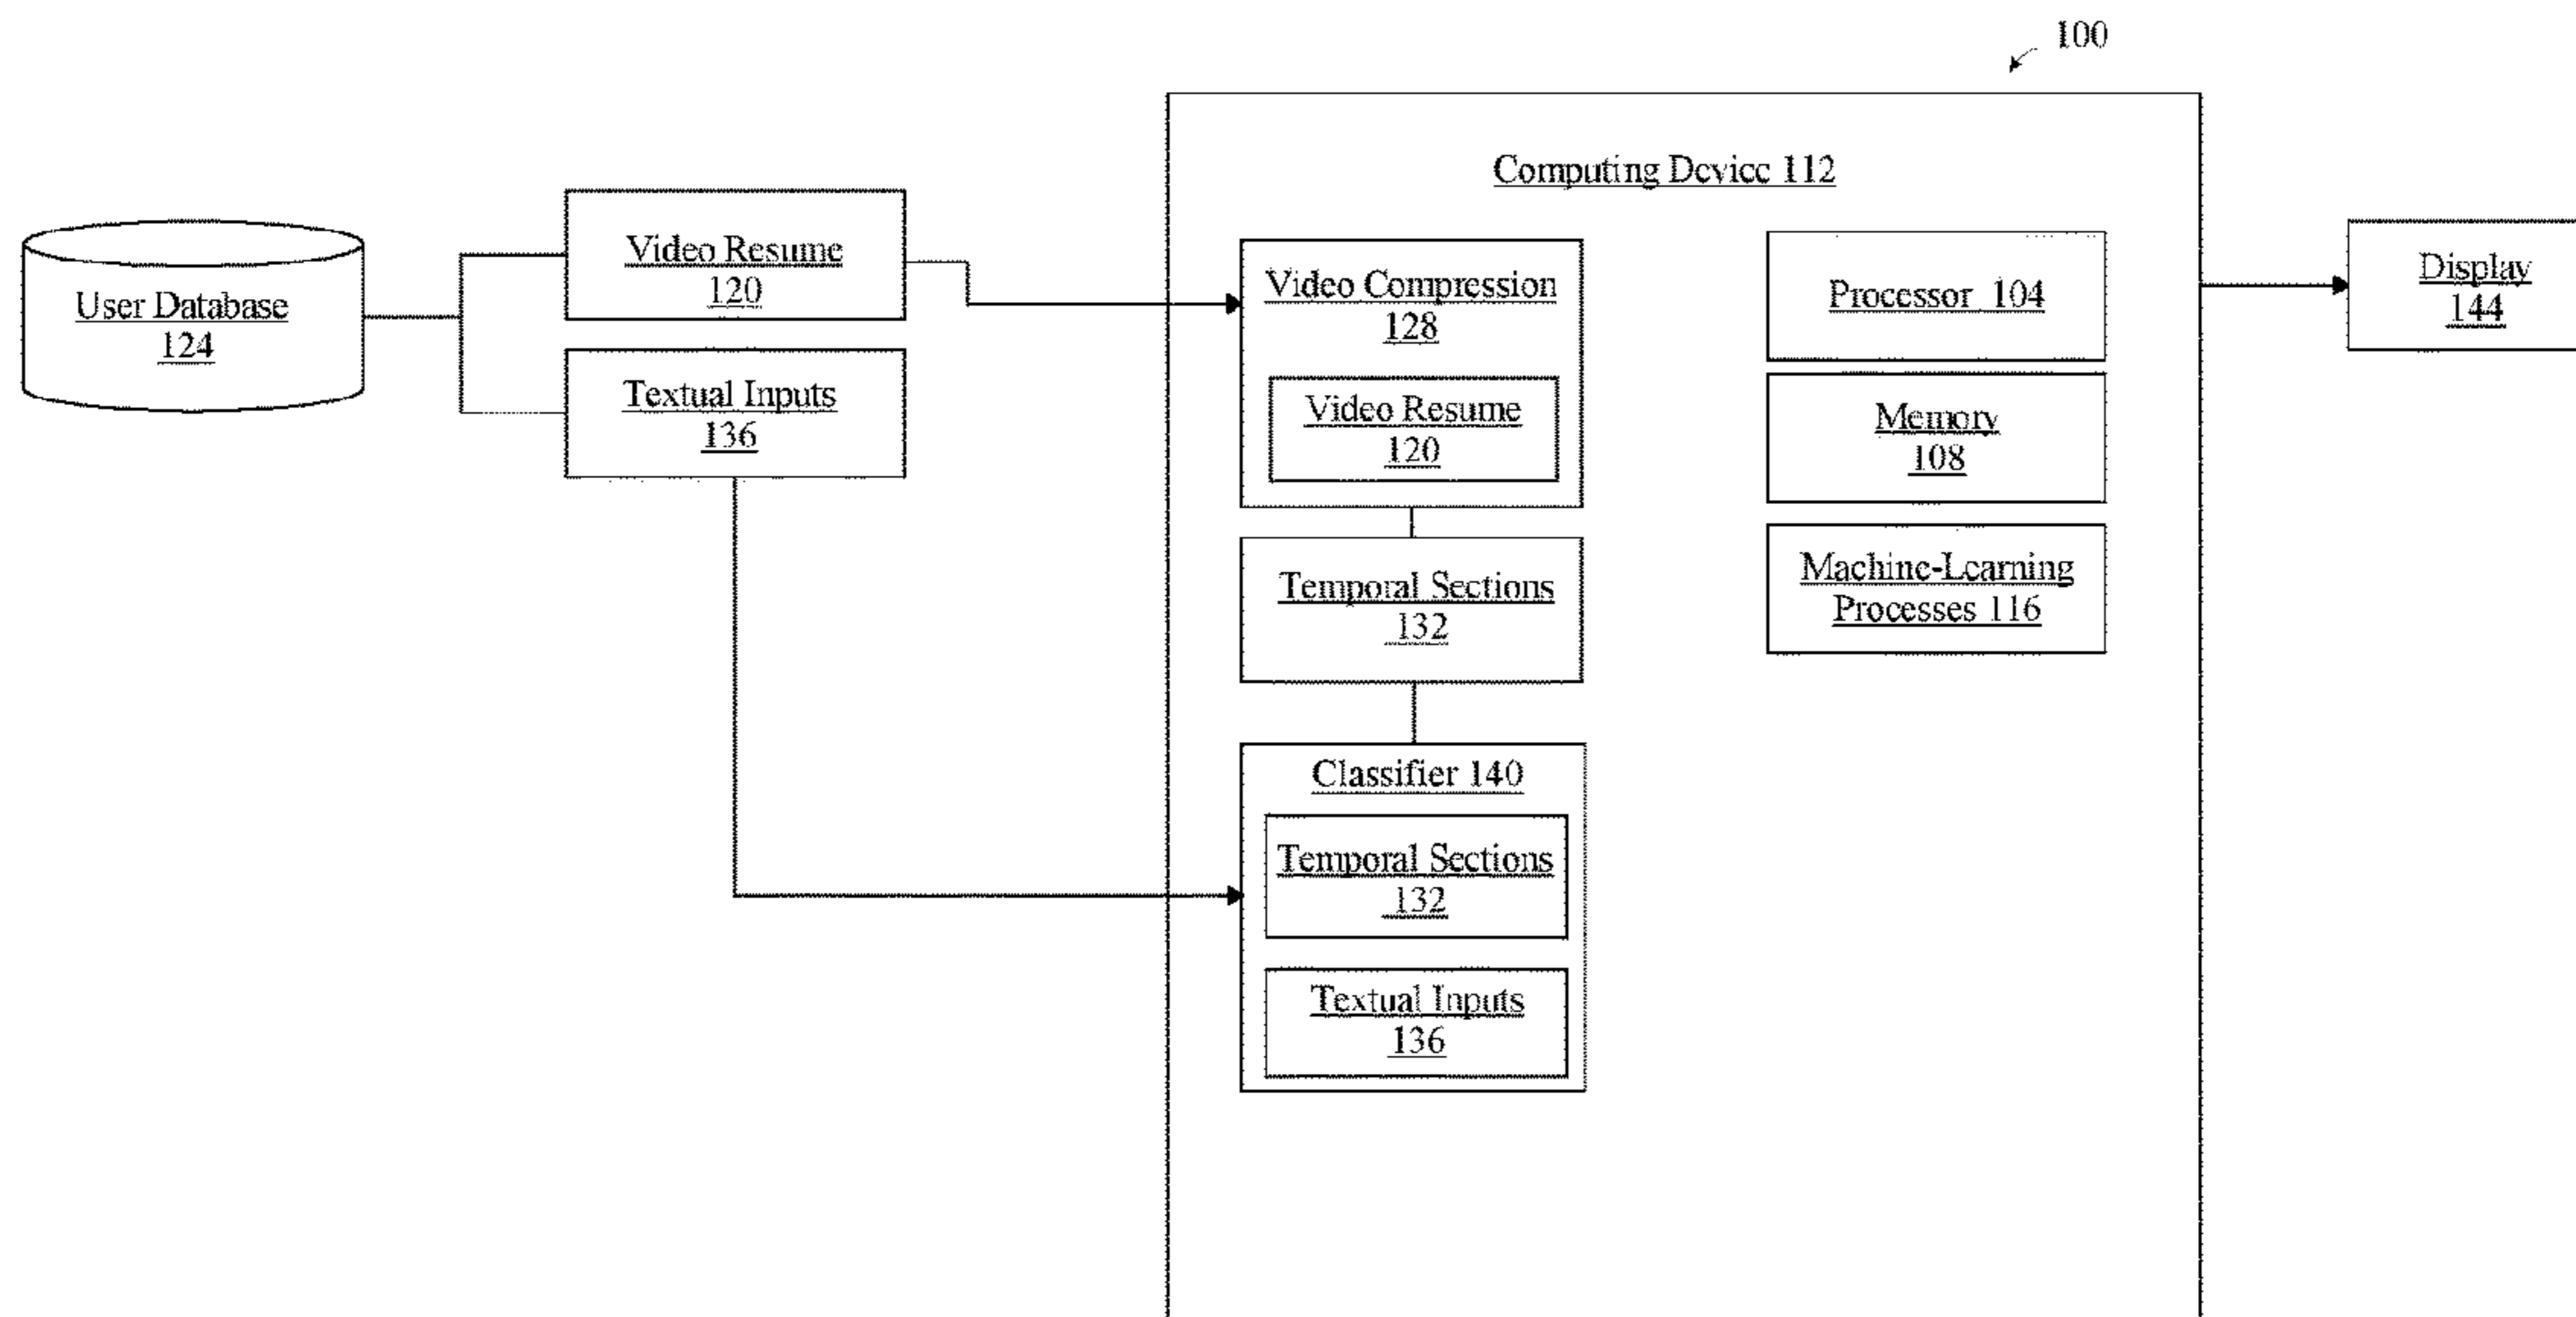 100
Computing Device 112
User Database
124
Video Resume
120
Textual Inputs
136
Video Compression
128
Video Resume
120
Temporal Sections
132
Classifier 140
Temporal Sections
132
Textual Inputs
136
Processor 104
Memory
108
Machine-Learning
Processes 116
Display
144